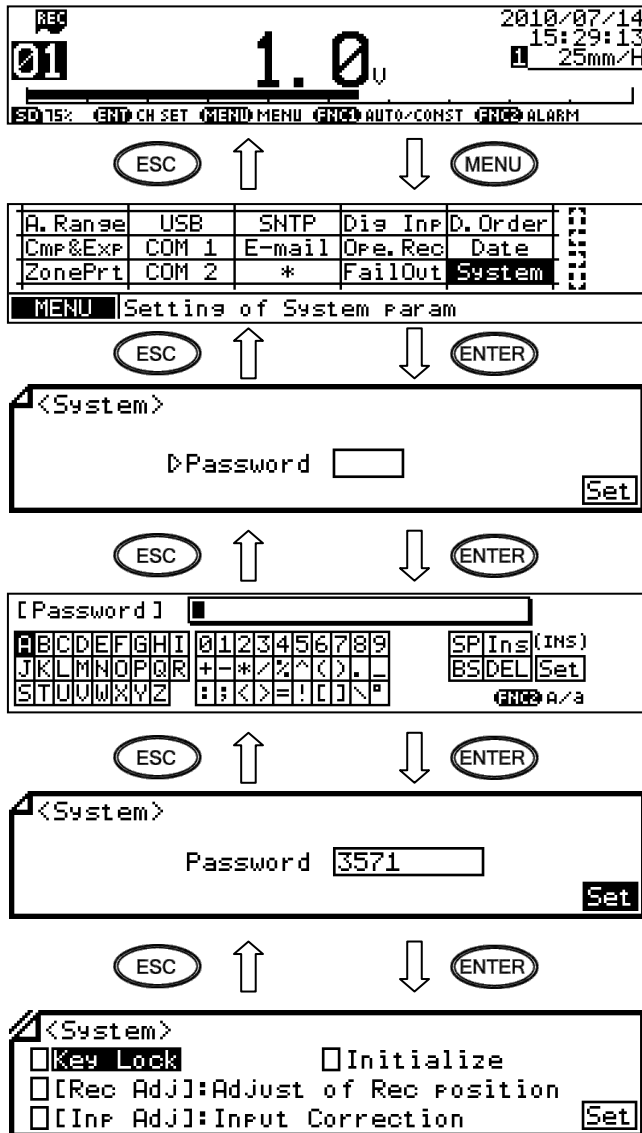 REC
2010/07/14
15:29:13
01 1.0 V
1 25mm/H
SD 75% ENT CH SET MENU MENU FNC1 AUTO/CONST FNC2 ALARM
ESC MENU
A.Range USB SNTP Dig Inp D.Order
Cmp&Exp COM 1 E-mail Ope.Rec Date
ZonePrt COM 2 * FailOut System
MENU Setting of System param
ESC ENTER
<System>
Password
Set
ESC ENTER
[Password]
ABCDEFGHI 0123456789 SP Ins (INS)
JKLMNOPQR +-*/%^()._ BS DEL Set
STUVWXYZ :;<>=![]\° FNC2 A/a
ESC ENTER
<System>
Password 3571
Set
ESC ENTER
<System>
Key Lock Initialize
[Rec Adj]:Adjust of Rec position
[Inp Adj]:Input Correction Set